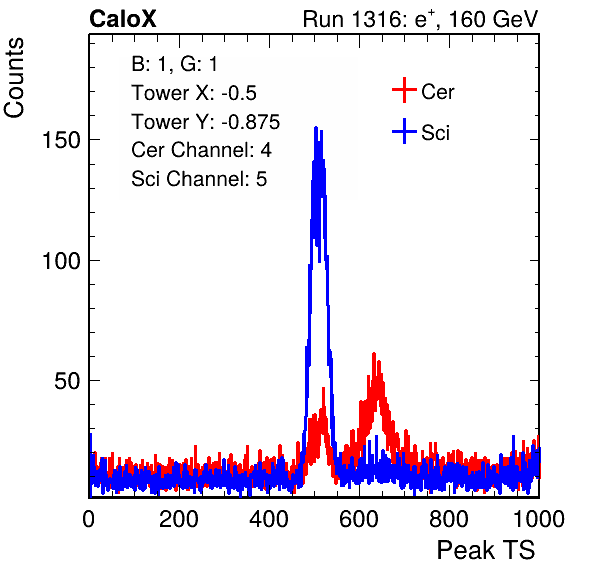 CaloX Run 1316: e+, 160 GeV
Counts
B: 1, G: 1
Tower X: -0.5
Tower Y: -0.875
Cer Channel: 4
Sci Channel: 5
Cer
Sci
150
100
50
0 200 400 600 800 1000
Peak TS